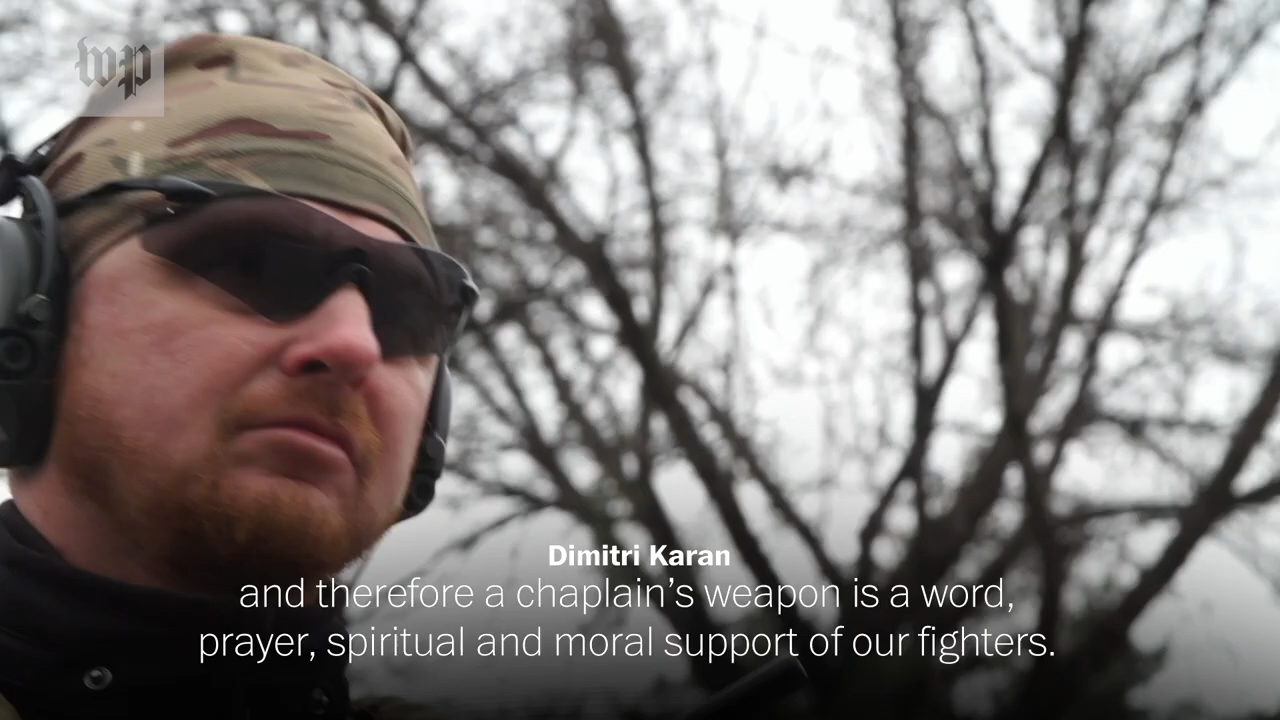 wp
Dimitri Karan
and therefore a chaplain's weapon is a word,
prayer, spiritual and moral support of our fighters.